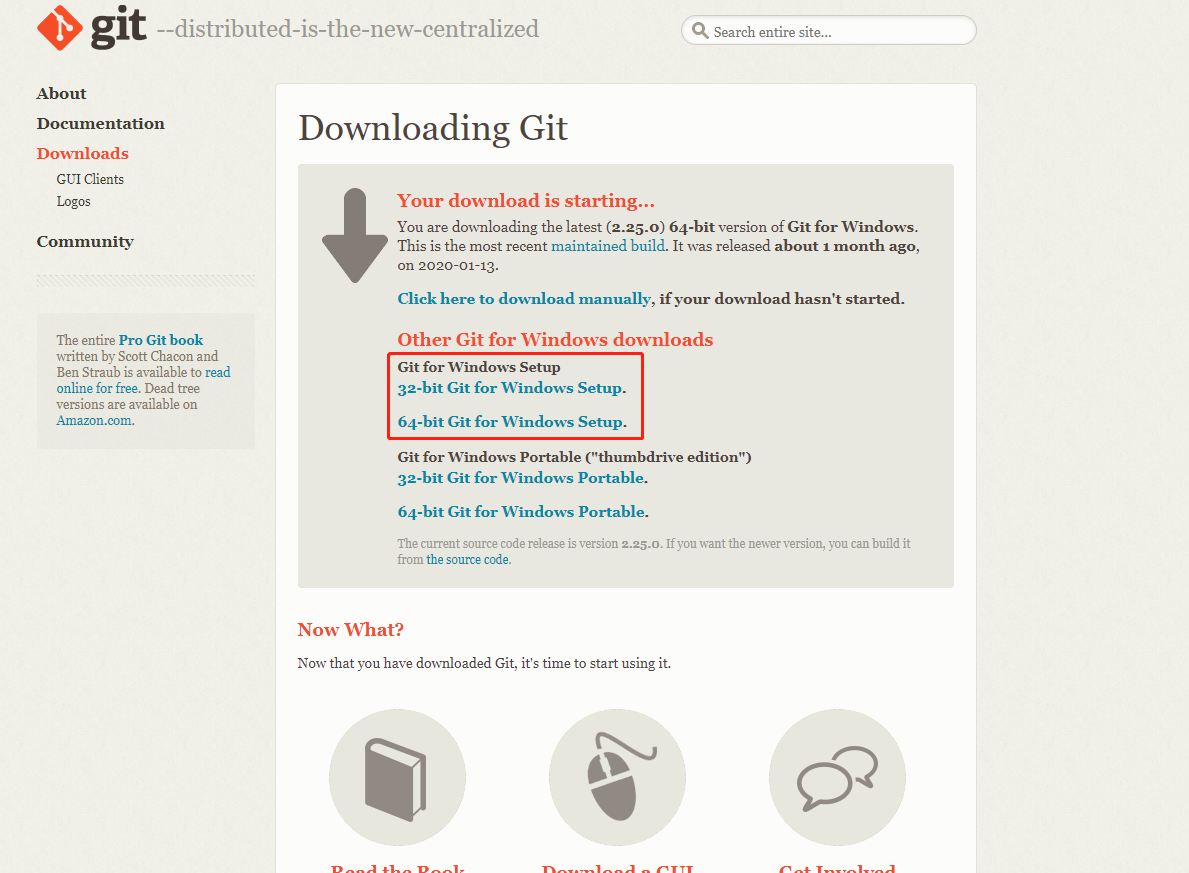 git --distributed-is-the-new-centralized
Search entire site...
About
Documentation
Downloads
GUI Clients
Logos
Community
The entire Pro Git book
written by Scott Chacon and
Ben Straub is available to read
online for free. Dead tree
versions are available on
Amazon.com.
Downloading Git
Your download is starting...
You are downloading the latest (2.25.0) 64-bit version of Git for Windows.
This is the most recent maintained build. It was released about 1 month ago,
on 2020-01-13.
Click here to download manually, if your download hasn't started.
Other Git for Windows downloads
Git for Windows Setup
32-bit Git for Windows Setup.
64-bit Git for Windows Setup.
Git for Windows Portable ("thumbdrive edition")
32-bit Git for Windows Portable.
64-bit Git for Windows Portable.
The current source code release is version 2.25.0. If you want the newer version, you can build it
from the source code.
Now What?
Now that you have downloaded Git, it's time to start using it.
Read the Book
Download a GUI
Get Involved